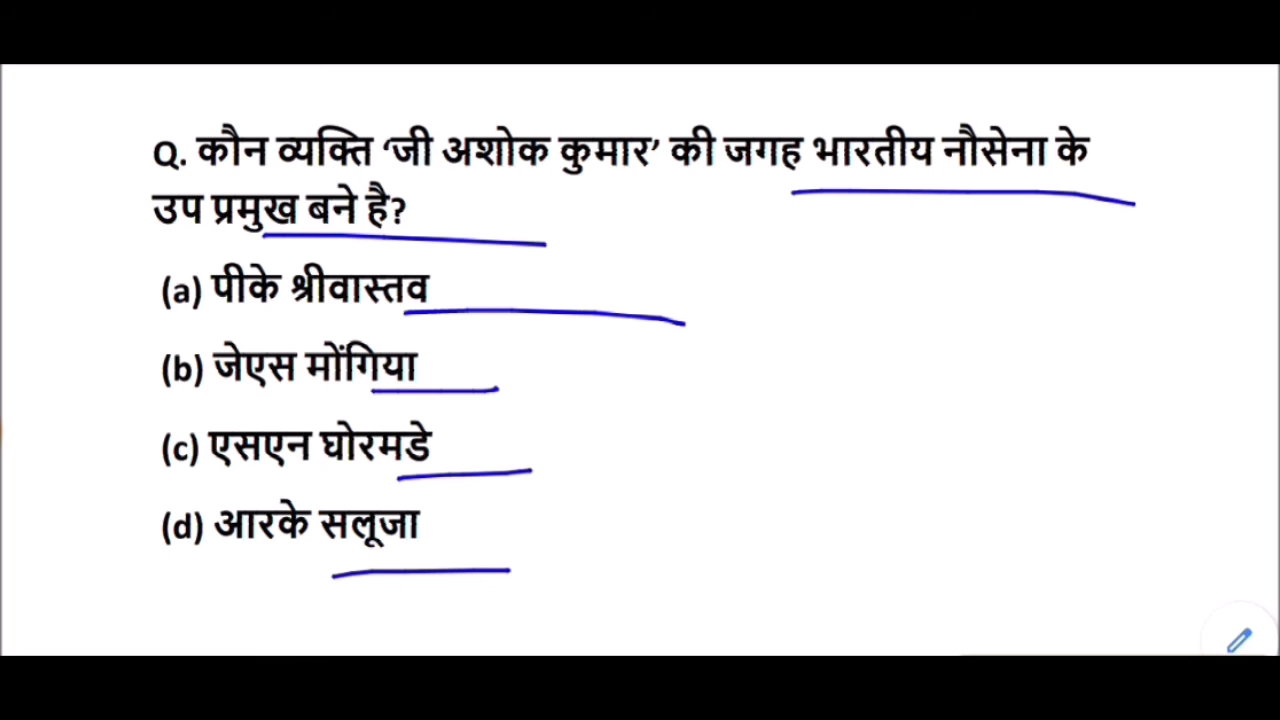 Q. कौन व्यक्ति ‘जी अशोक कुमार’ की जगह भारतीय नौसेना के
उप प्रमुख बने है?
(a) पीके श्रीवास्तव
(b) जेएस मोंगिया
(c) एसएन घोरमडे
(d) आरके सलूजा